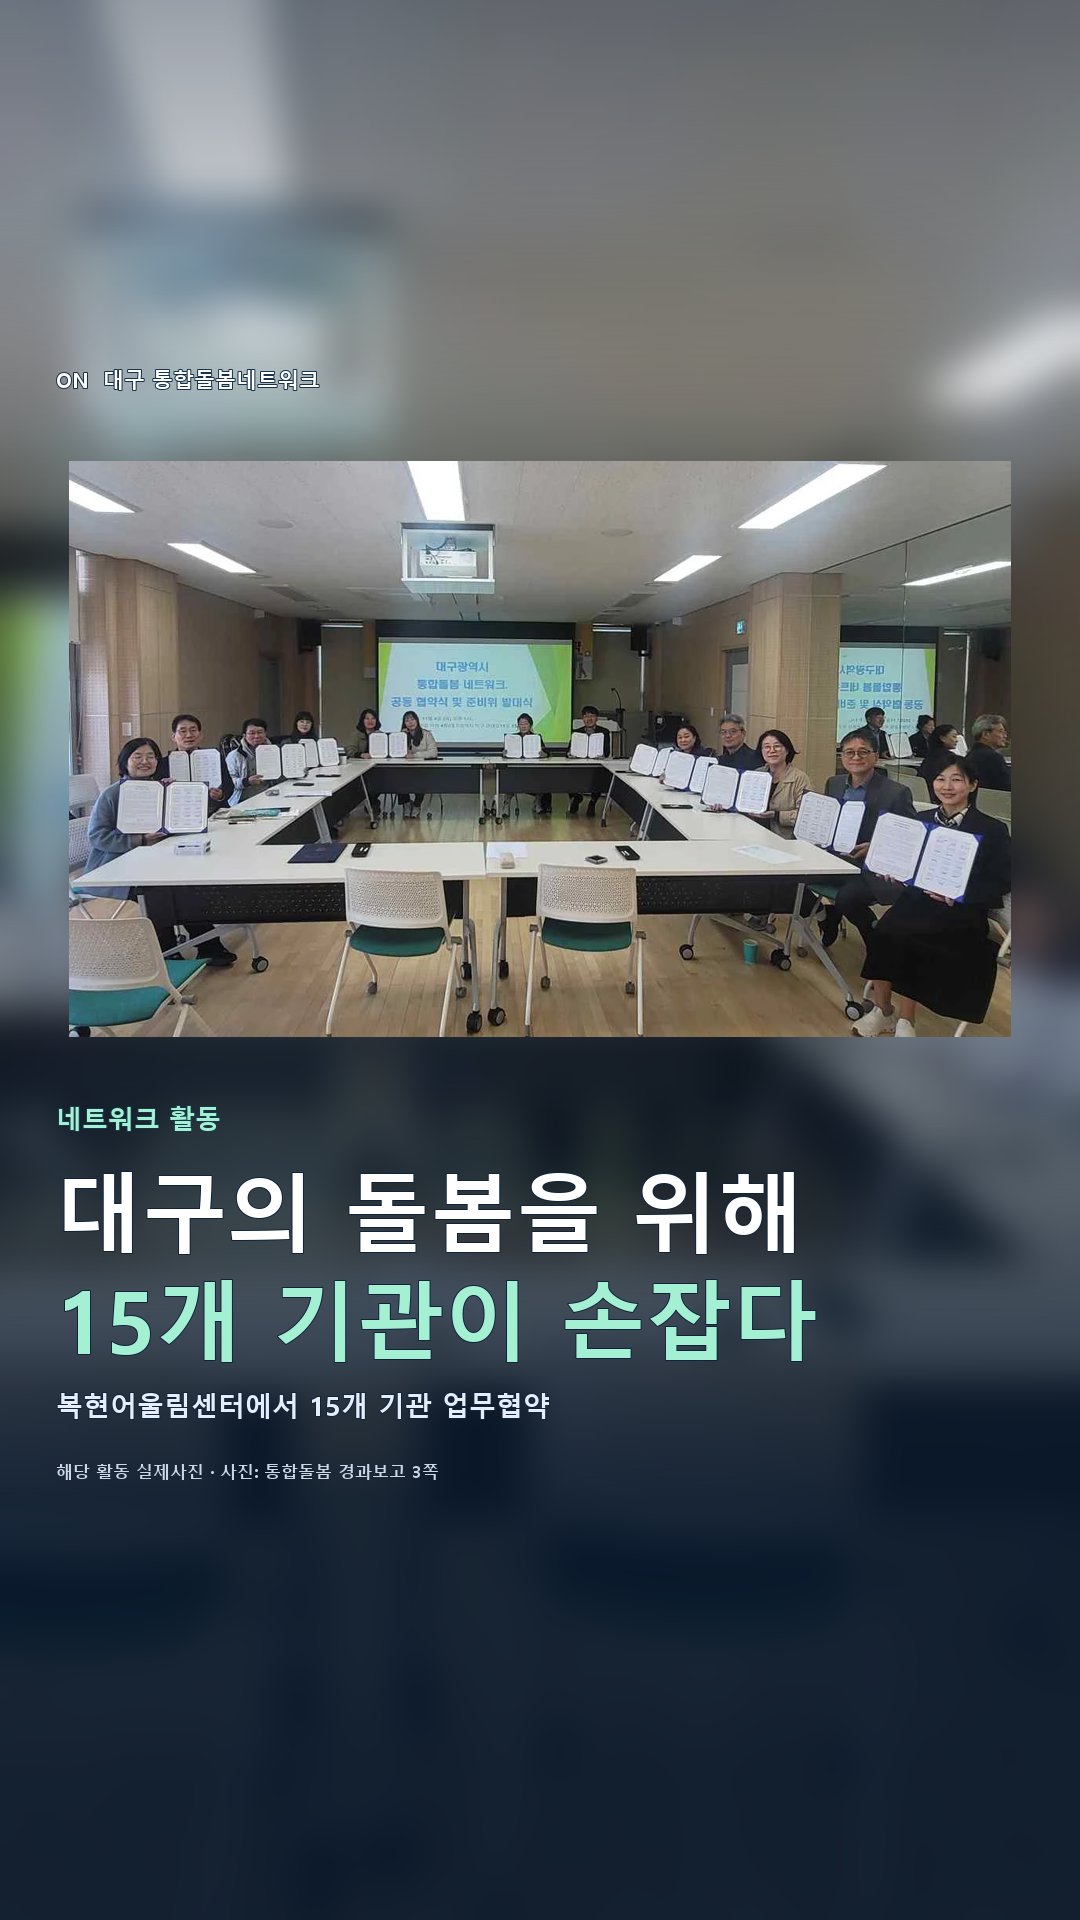 ON 대구 통합돌봄네트워크
대구광역시
통합돌봄 네트워크
공동 협약식 및 준비위 발대식
네트워크 활동
대구의 돌봄을 위해
15개 기관이 손잡다
복현어울림센터에서 15개 기관 업무협약
해당 활동 실제사진 · 사진: 통합돌봄 경과보고 3쪽